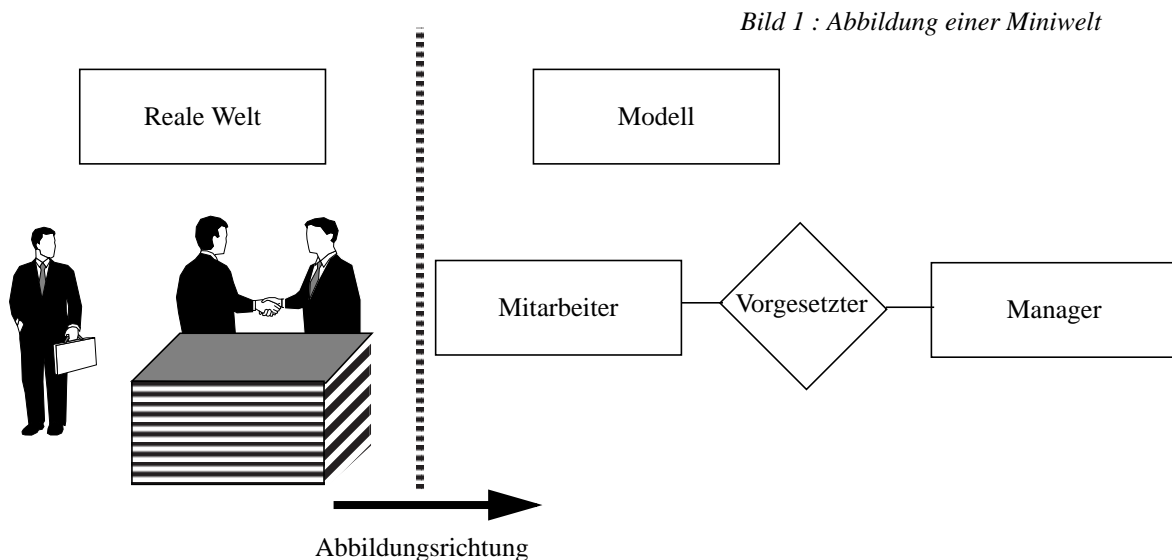 Bild 1 : Abbildung einer Miniwelt
Reale Welt
Modell
Mitarbeiter
Vorgesetzter
Manager
Abbildungsrichtung